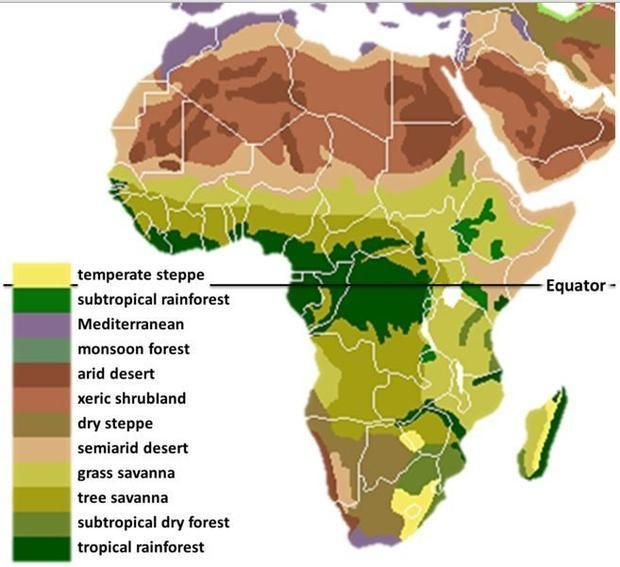 temperate steppe
Equator
subtropical rainforest
Mediterranean
monsoon forest
arid desert
xeric shrubland
dry steppe
semiarid desert
grass savanna
tree savanna
subtropical dry forest
tropical rainforest